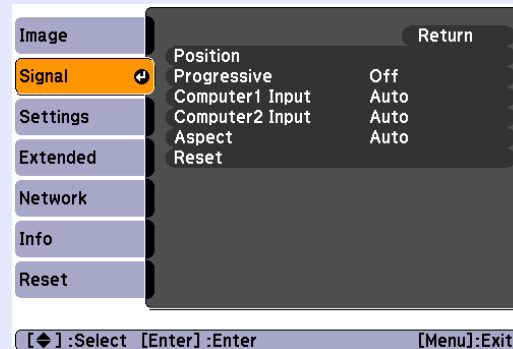 Image
Signal
Settings
Extended
Network
Info
Reset
Return
Position
Progressive Off
Computer1 Input Auto
Computer2 Input Auto
Aspect Auto
Reset
[◆] :Select [Enter] :Enter [Menu]:Exit